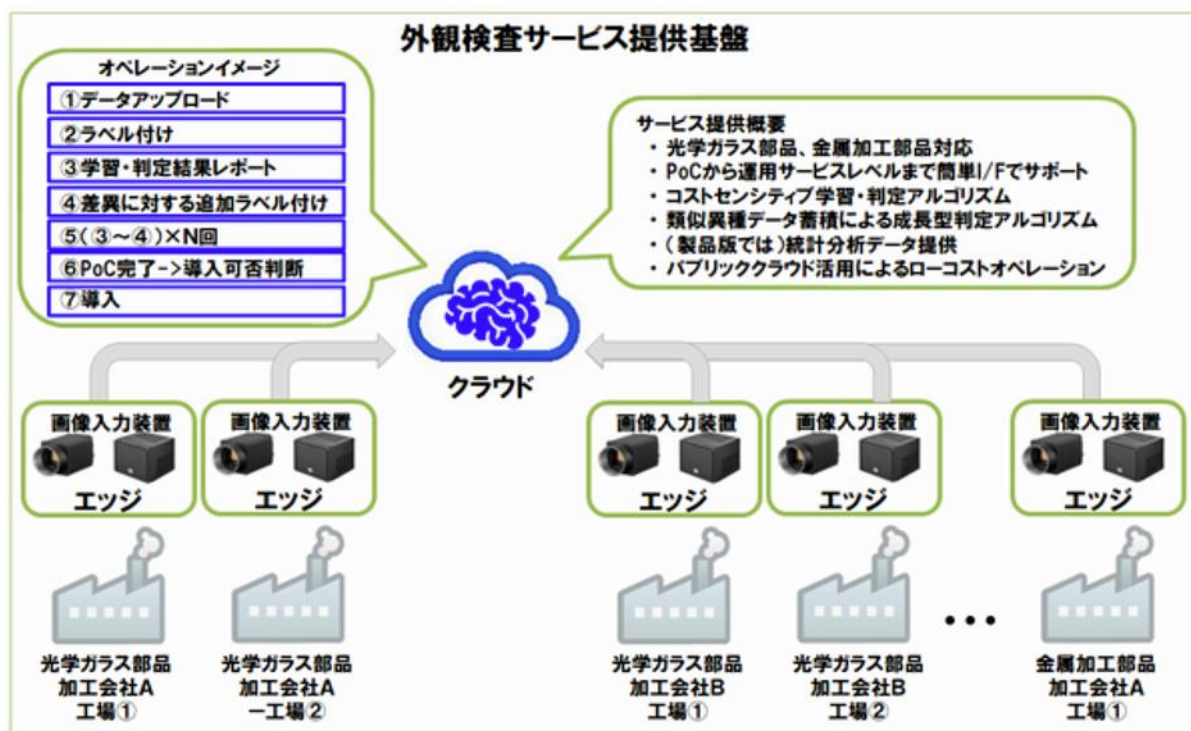 外観検査サービス提供基盤
オペレーションイメージ
①データアップロード
②ラベル付け
③学習・判定結果レポート
④差異に対する追加ラベル付け
⑤(③～④)×N回
⑥PoC完了->導入可否判断
⑦導入
サービス提供概要
・ 光学ガラス部品、金属加工部品対応
・ PoCから運用サービスレベルまで簡単I/Fでサポート
・ コストセンシティブ学習・判定アルゴリズム
・ 類似異種データ蓄積による成長型判定アルゴリズム
・ (製品版では)統計分析データ提供
・ パブリッククラウド活用によるローコストオペレーション
クラウド
画像入力装置
エッジ
画像入力装置
エッジ
画像入力装置
エッジ
画像入力装置
エッジ
画像入力装置
エッジ
光学ガラス部品
加工会社A
工場①
光学ガラス部品
加工会社A
ー工場②
光学ガラス部品
加工会社B
工場①
光学ガラス部品
加工会社B
工場②
・・・
金属加工部品
加工会社A
工場①